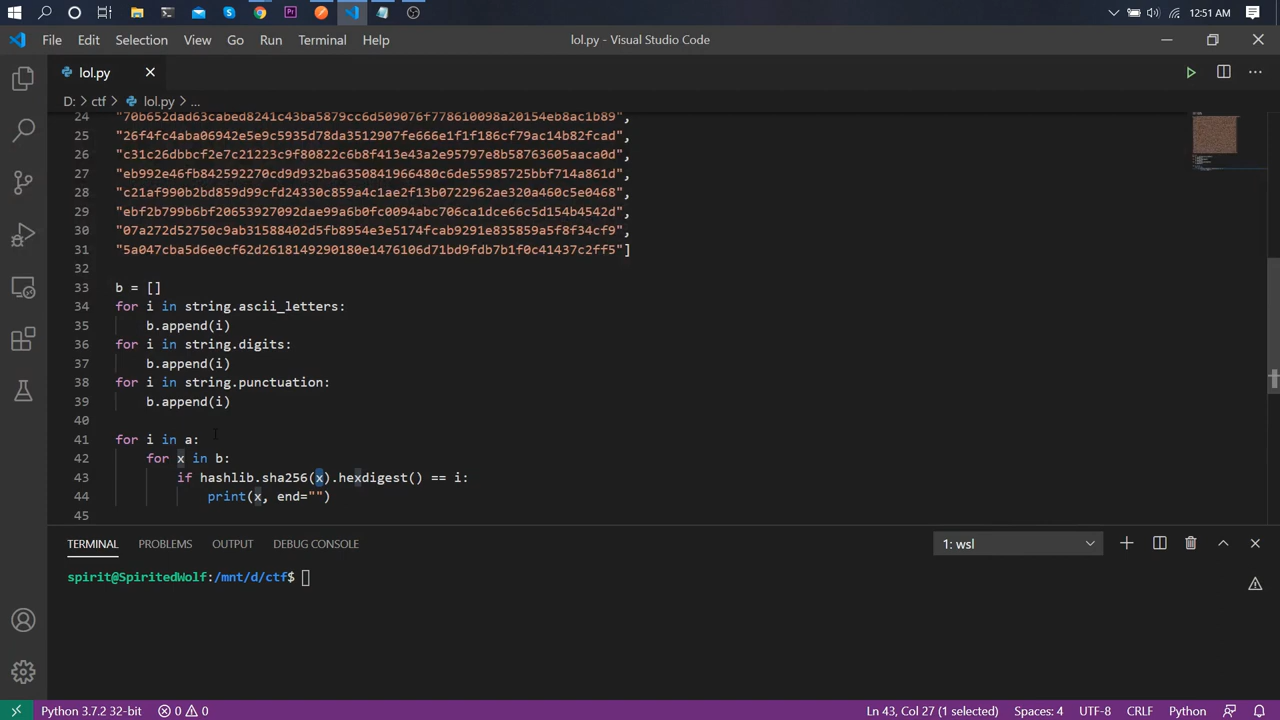 12:51 AM
File Edit Selection View Go Run Terminal Help
lol.py - Visual Studio Code
lol.py
D: > ctf > lol.py > ...
24 "70b652dad63cabed8241c43ba5879cc6d509076f778610098a20154eb8ac1b89",
25 "26f4fc4aba06942e5e9c5935d78da3512907fe666e1f1f186cf79ac14b82fcad",
26 "c31c26dbbcf2e7c21223c9f80822c6b8f413e43a2e95797e8b58763605aaca0d",
27 "eb992e46fb842592270cd9d932ba6350841966480c6de55985725bbf714a861d",
28 "c21af990b2bd859d99cfd24330c859a4c1ae2f13b0722962ae320a460c5e0468",
29 "ebf2b799b6bf20653927092dae99a6b0fc0094abc706ca1dce66c5d154b4542d",
30 "07a272d52750c9ab31588402d5fb8954e3e5174fcab9291e835859a5f8f34cf9",
31 "5a047cba5d6e0cf62d2618149290180e1476106d71bd9fdb7b1f0c41437c2ff5"]
32
33 b = []
34 for i in string.ascii_letters:
35 b.append(i)
36 for i in string.digits:
37 b.append(i)
38 for i in string.punctuation:
39 b.append(i)
40
41 for i in a:
42 for x in b:
43 if hashlib.sha256(x).hexdigest() == i:
44 print(x, end="")
45
TERMINAL PROBLEMS OUTPUT DEBUG CONSOLE 1: wsl
spirit@SpiritedWolf:/mnt/d/ctf$
Python 3.7.2 32-bit 0 0 Ln 43, Col 27 (1 selected) Spaces: 4 UTF-8 CRLF Python